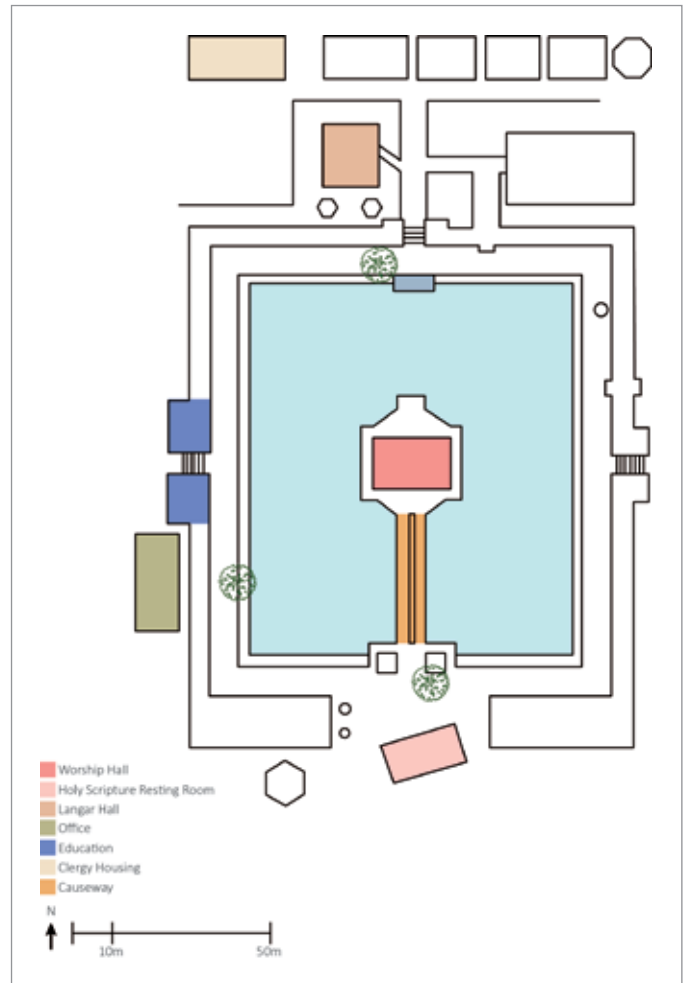 Worship Hall
Holy Scripture Resting Room
Langar Hall
Office
Education
Clergy Housing
Causeway
N
10m 50m